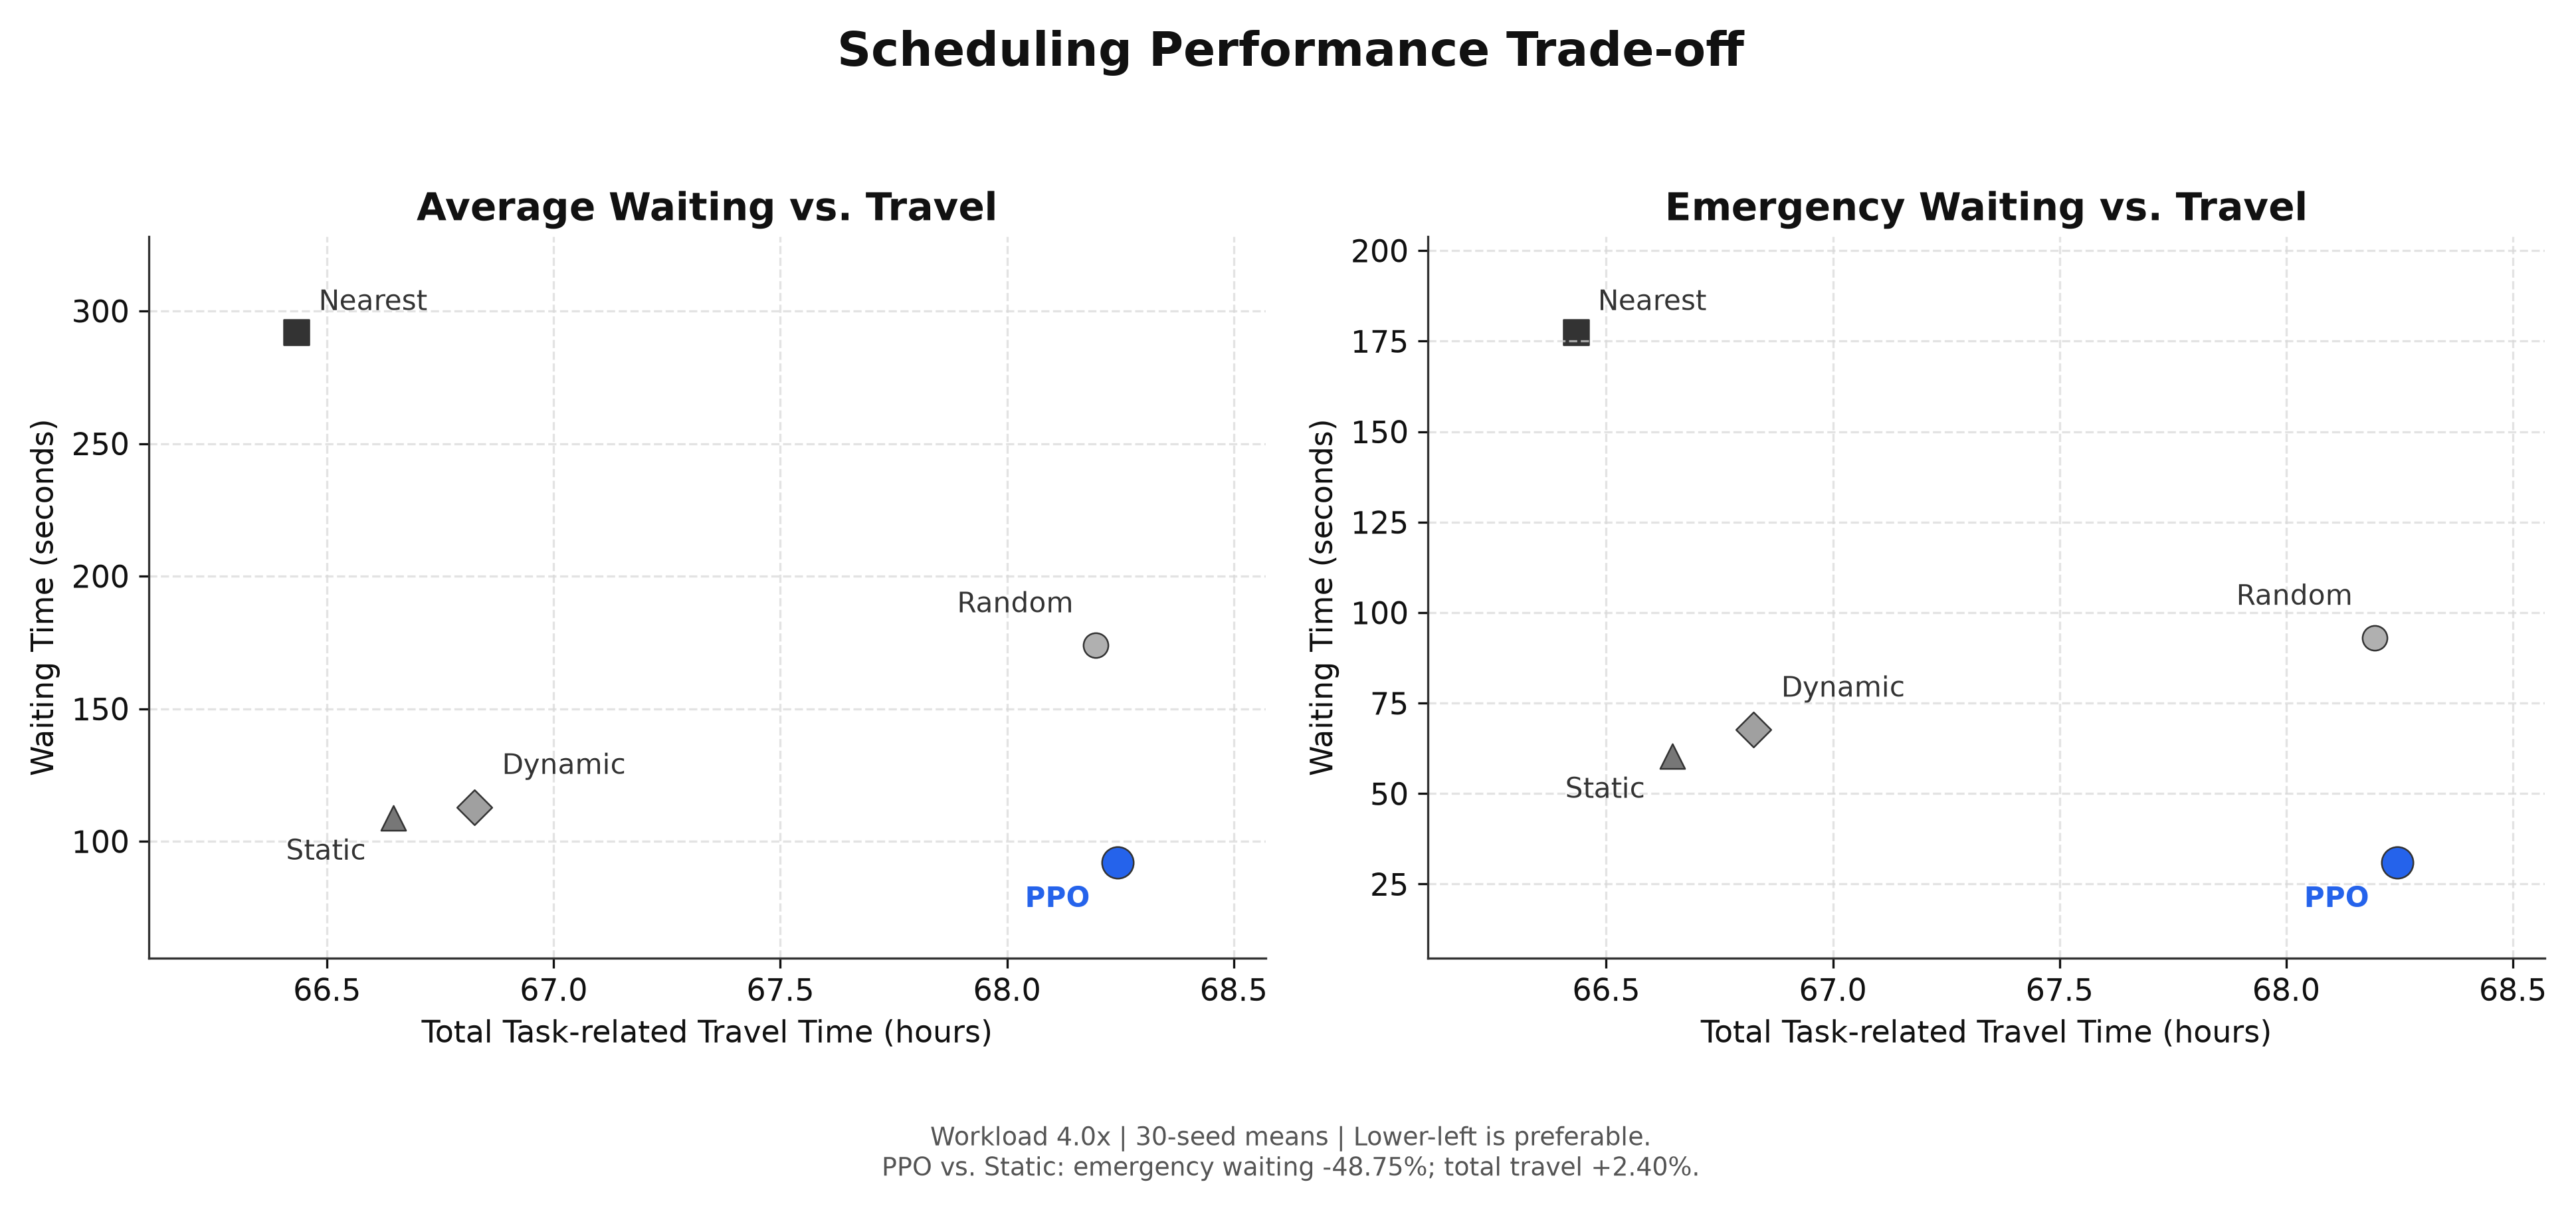 Scheduling Performance Trade-off
Average Waiting vs. Travel
Waiting Time (seconds)
300
250
200
150
100
Nearest
Random
Dynamic
Static
PPO
66.5
67.0
67.5
68.0
68.5
Total Task-related Travel Time (hours)
Emergency Waiting vs. Travel
Waiting Time (seconds)
200
175
150
125
100
75
50
25
Nearest
Random
Dynamic
Static
PPO
66.5
67.0
67.5
68.0
68.5
Total Task-related Travel Time (hours)
Workload 4.0x | 30-seed means | Lower-left is preferable.
PPO vs. Static: emergency waiting -48.75%; total travel +2.40%.